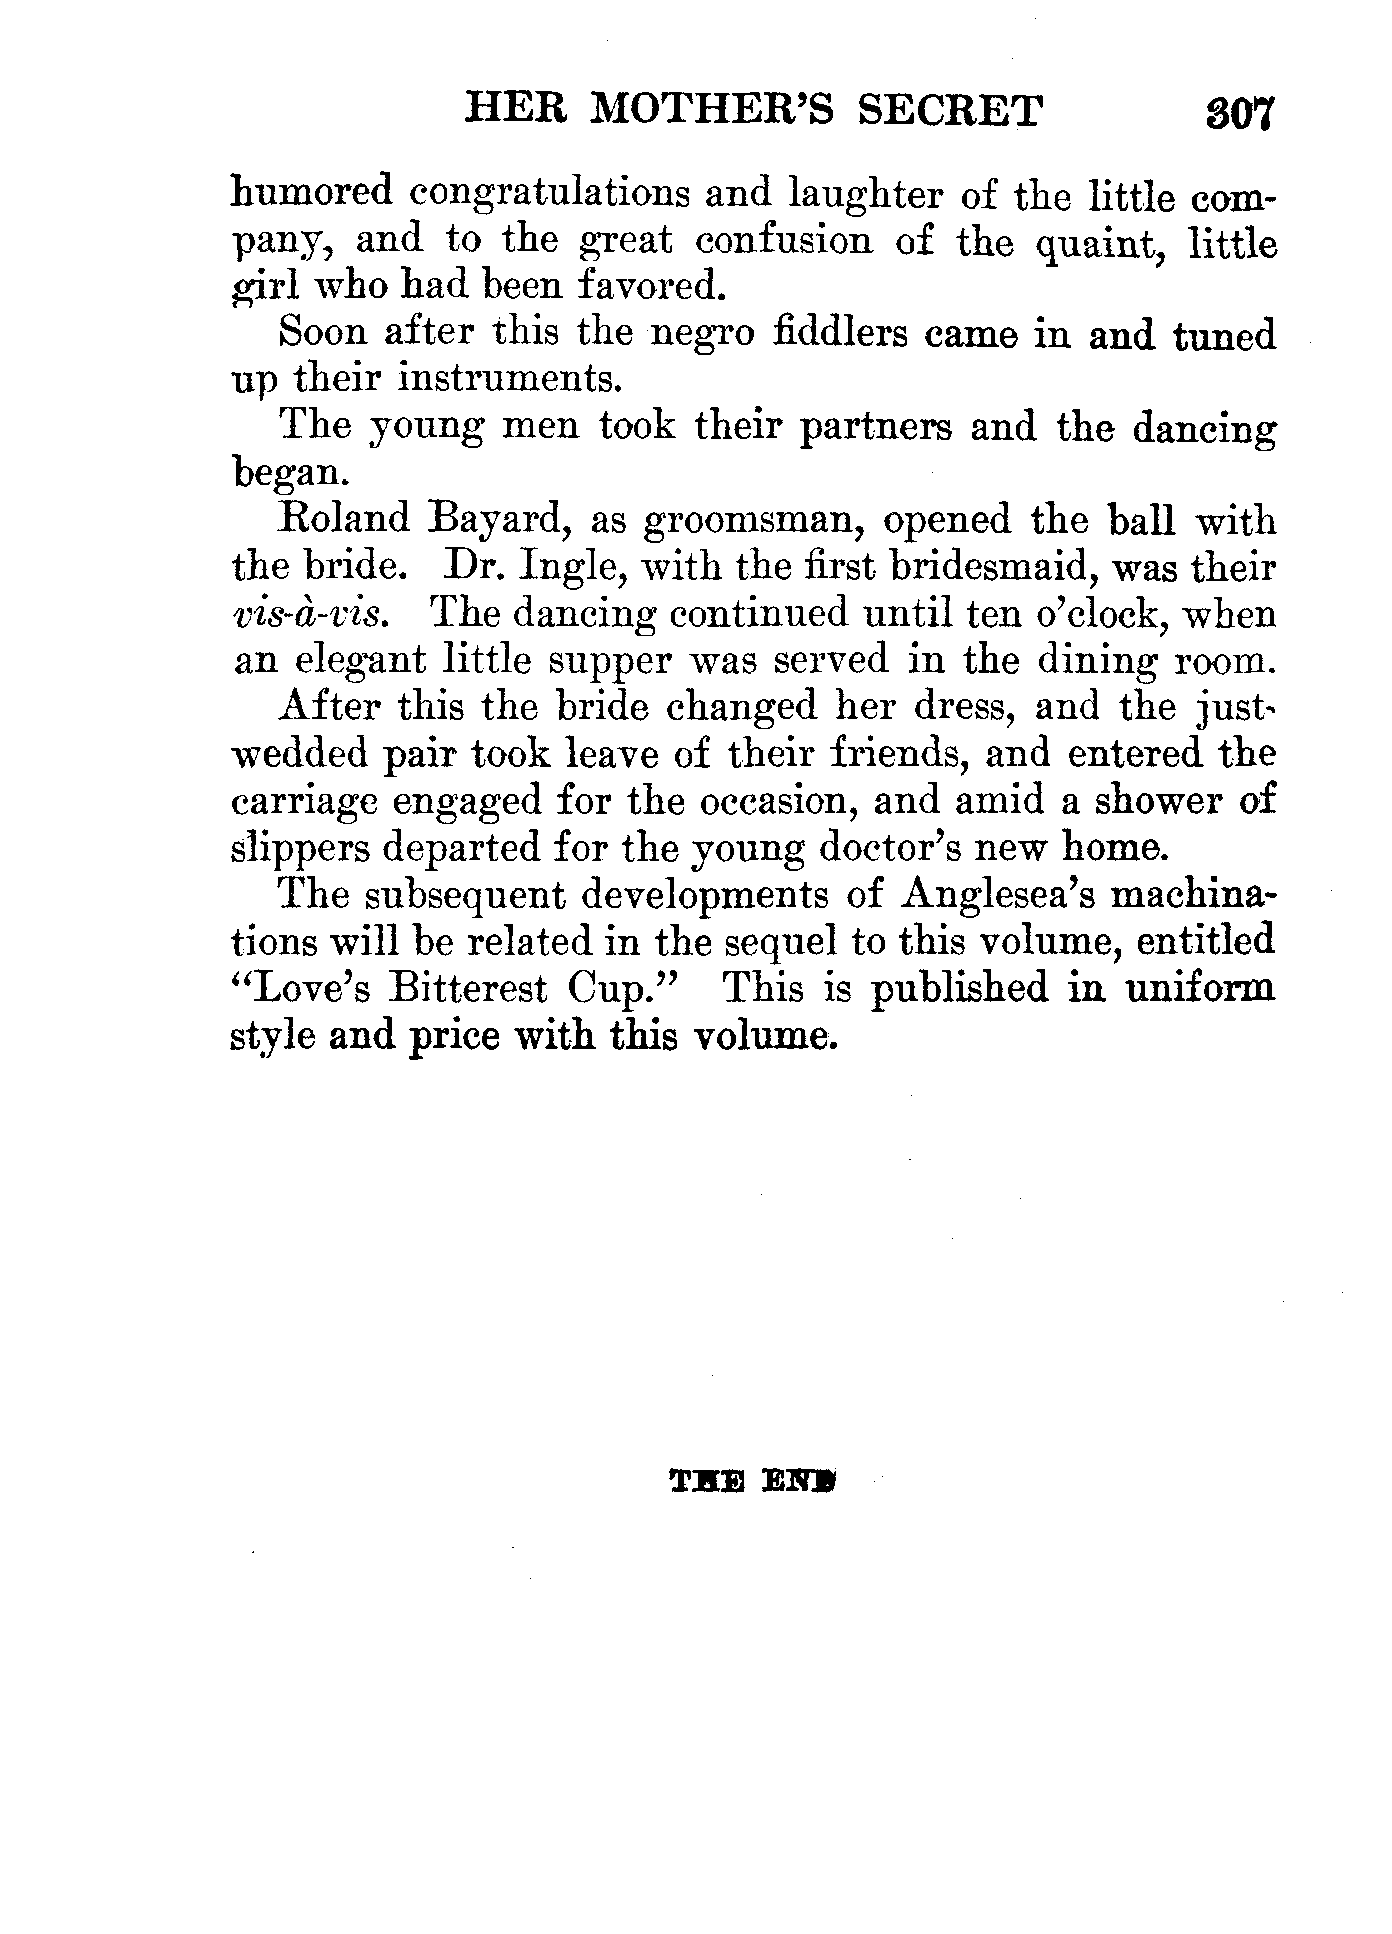 HER MOTHER'S SECRET 307
humored congratulations and laughter of the little com-
pany, and to the great confusion of the quaint, little
girl who had been favored.
Soon after this the negro fiddlers came in and tuned
up their instruments.
The young men took their partners and the dancing
began.
Roland Bayard, as groomsman, opened the ball with
the bride. Dr. Ingle, with the first bridesmaid, was their
vis-à-vis. The dancing continued until ten o'clock, when
an elegant little supper was served in the dining room.
After this the bride changed her dress, and the just-
wedded pair took leave of their friends, and entered the
carriage engaged for the occasion, and amid a shower of
slippers departed for the young doctor's new home.
The subsequent developments of Anglesea's machina-
tions will be related in the sequel to this volume, entitled
"Love's Bitterest Cup." This is published in uniform
style and price with this volume.
THE END